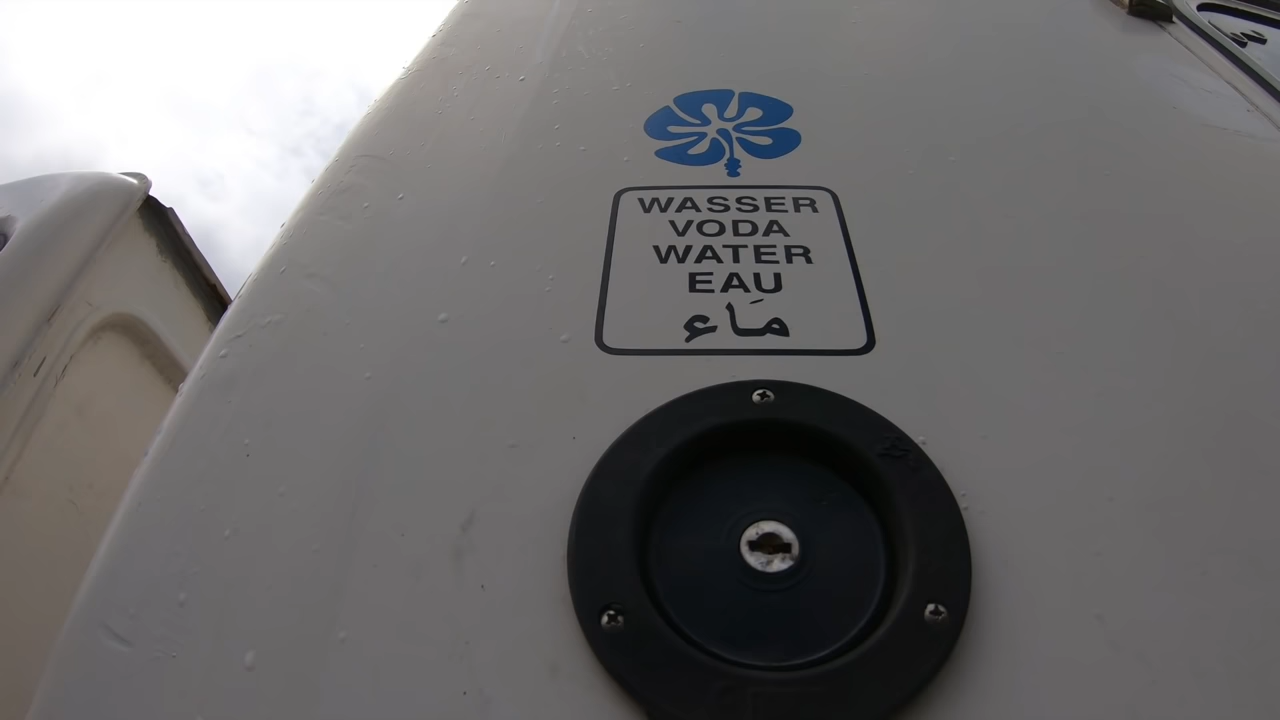 WASSER
VODA
WATER
EAU
مَاء